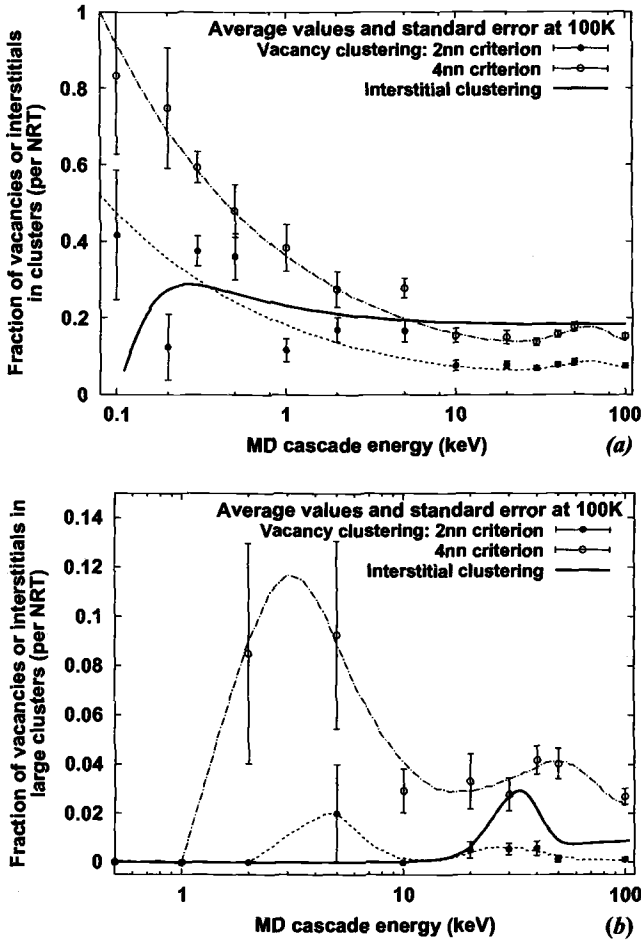 Average values and standard error at 100K
Vacancy clustering: 2nn criterion
4nn criterion
Interstitial clustering
Fraction of vacancies or interstitials
in clusters (per NRT)
1
0.8
0.6
0.4
0.2
0
0.1
1
10
100
MD cascade energy (keV)
(a)
Average values and standard error at 100K
Vacancy clustering: 2nn criterion
4nn criterion
Interstitial clustering
Fraction of vacancies or interstitials in
large clusters (per NRT)
0.14
0.12
0.1
0.08
0.06
0.04
0.02
0
1
10
100
MD cascade energy (keV)
(b)